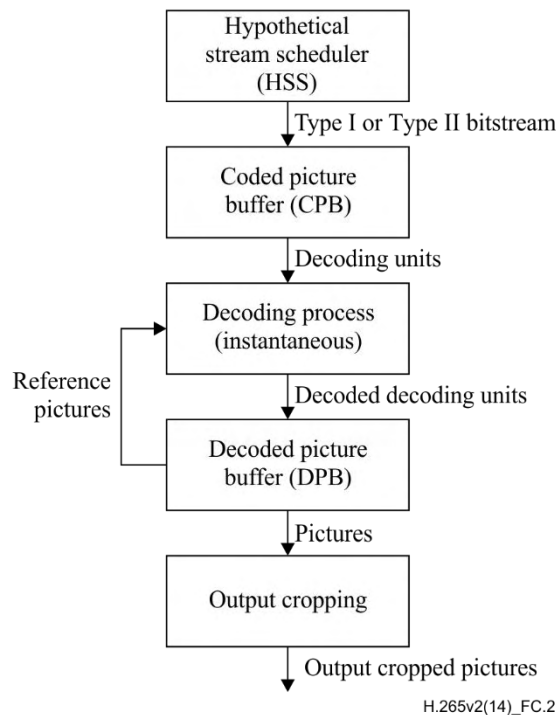 Hypothetical
stream scheduler
(HSS)
Type I or Type II bitstream
Coded picture
buffer (CPB)
Decoding units
Decoding process
(instantaneous)
Reference
pictures
Decoded decoding units
Decoded picture
buffer (DPB)
Pictures
Output cropping
Output cropped pictures
H.265v2(14)_FC.2